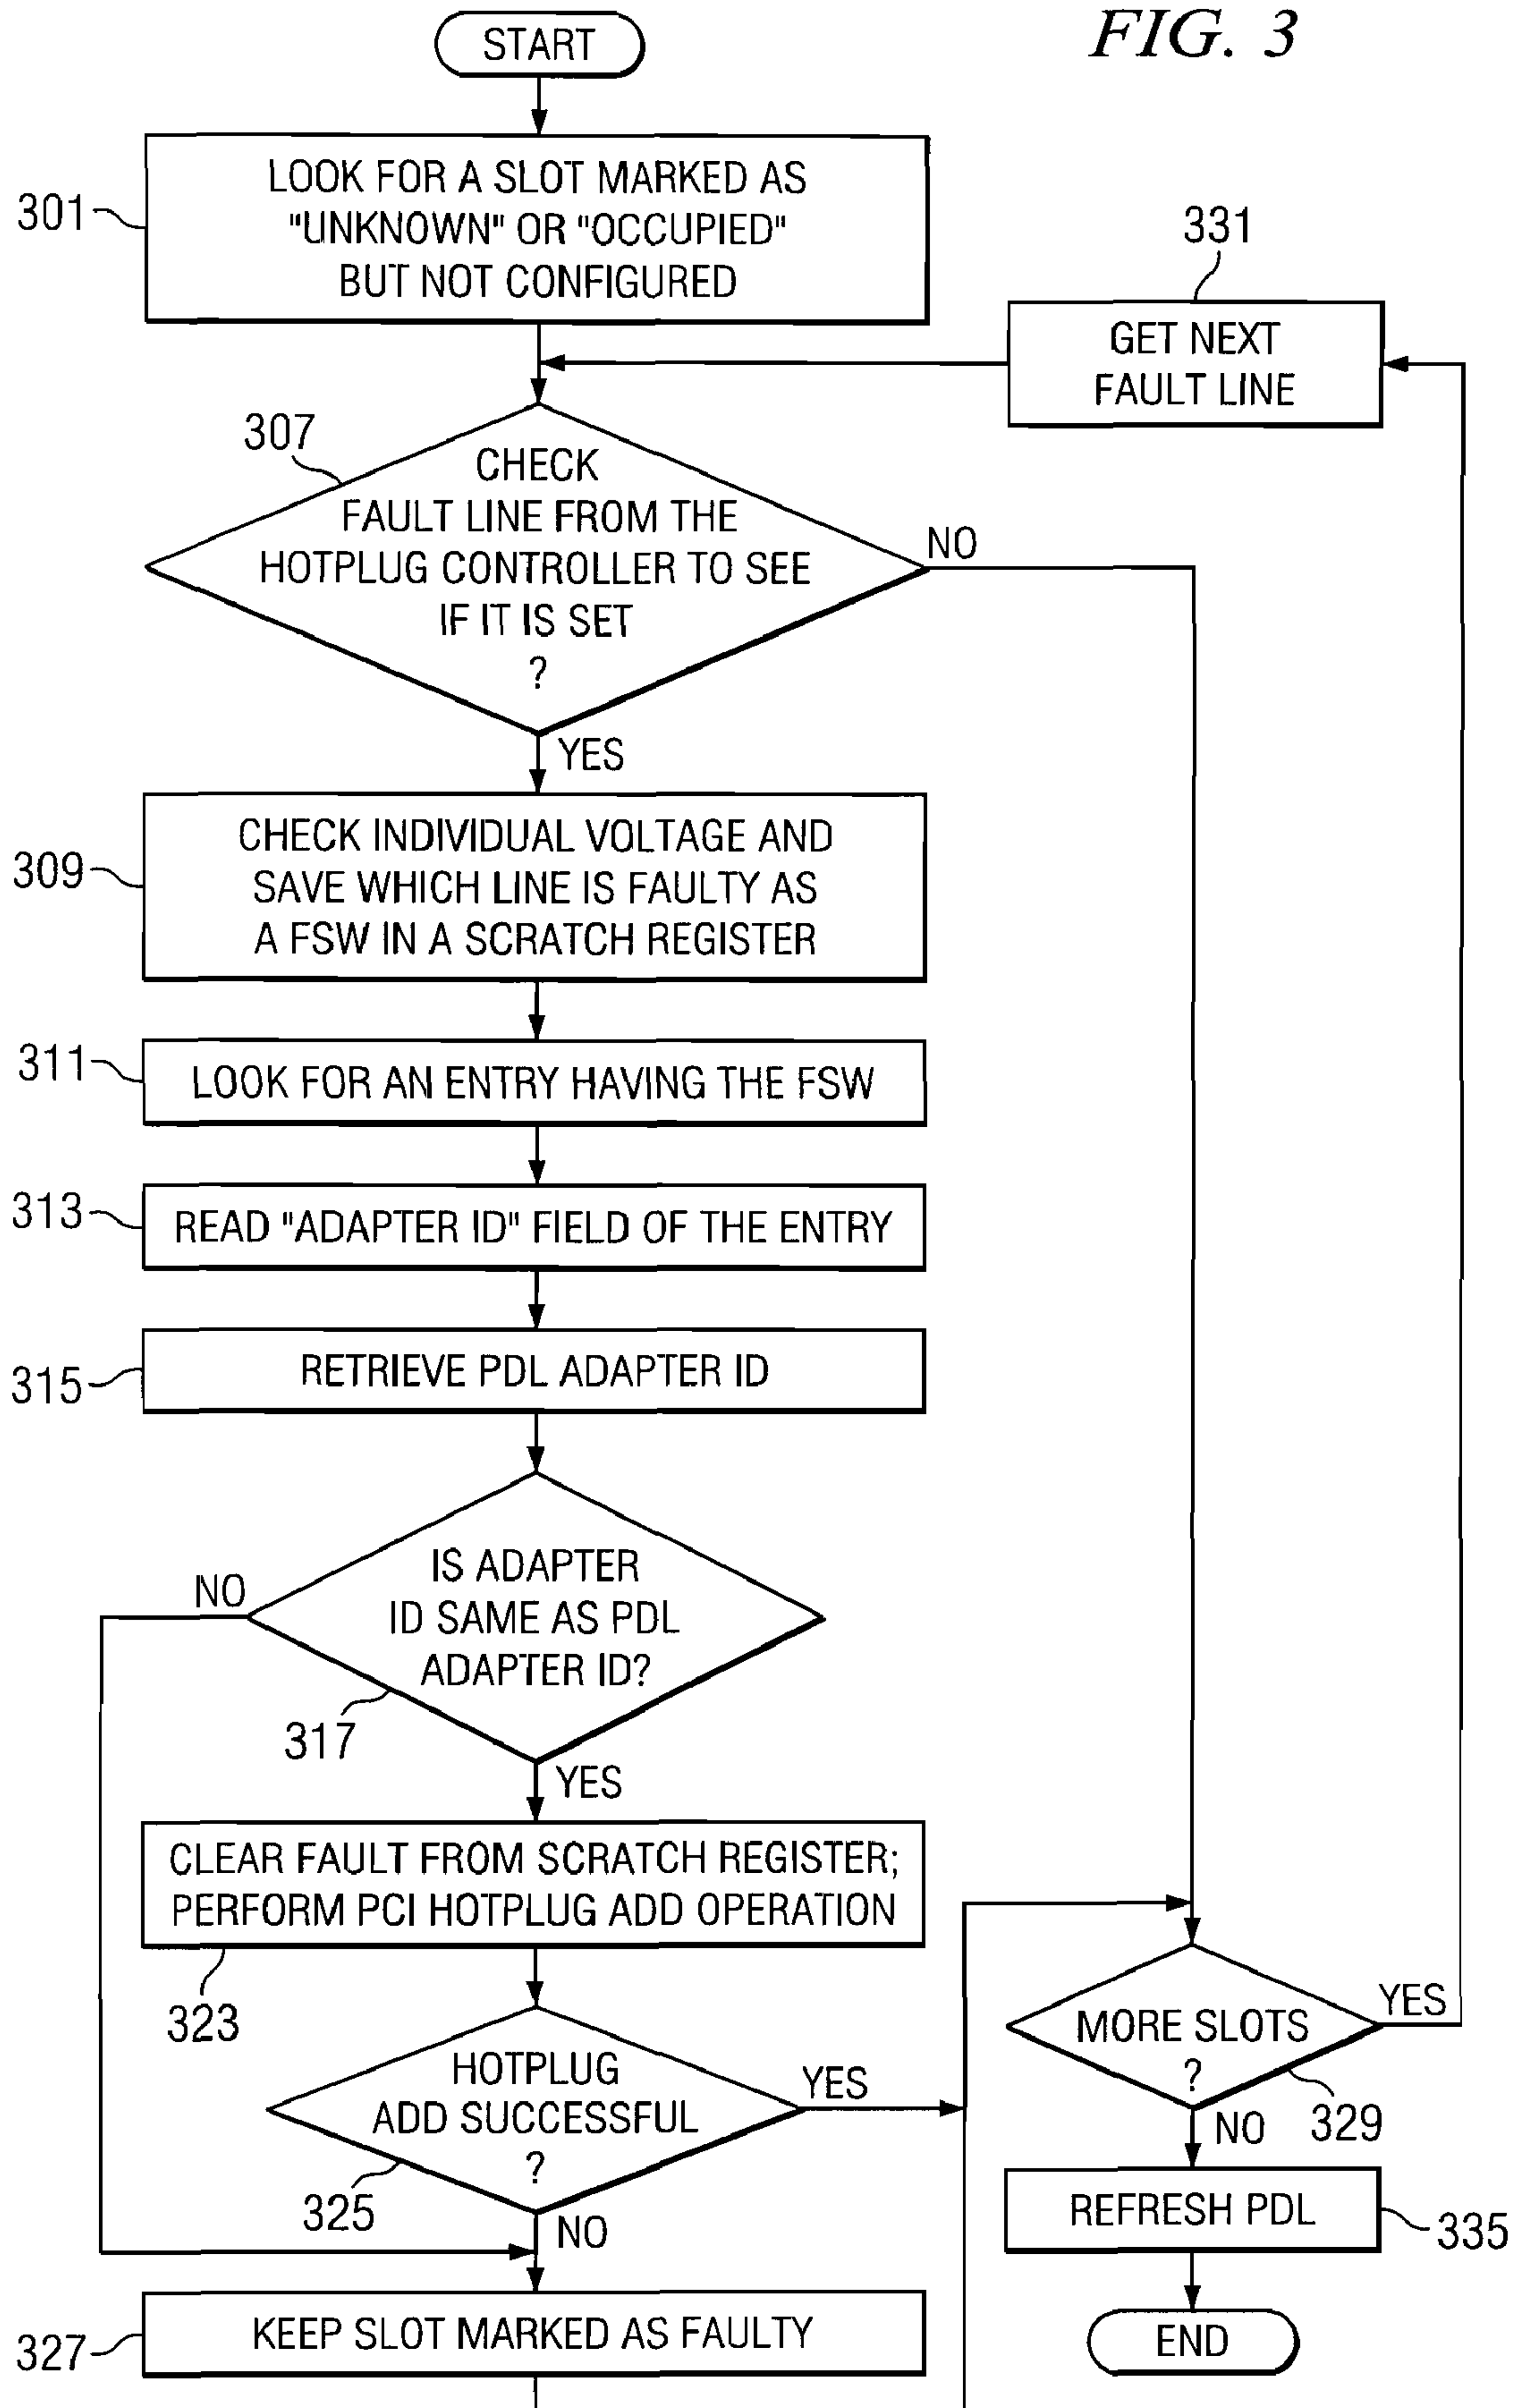 FIG. 3
START
301
LOOK FOR A SLOT MARKED AS
"UNKNOWN" OR "OCCUPIED"
BUT NOT CONFIGURED
331
GET NEXT
FAULT LINE
307
CHECK
FAULT LINE FROM THE
HOTPLUG CONTROLLER TO SEE
IF IT IS SET
?
NO
YES
309
CHECK INDIVIDUAL VOLTAGE AND
SAVE WHICH LINE IS FAULTY AS
A FSW IN A SCRATCH REGISTER
311
LOOK FOR AN ENTRY HAVING THE FSW
313
READ "ADAPTER ID" FIELD OF THE ENTRY
315
RETRIEVE PDL ADAPTER ID
IS ADAPTER
ID SAME AS PDL
ADAPTER ID?
NO
317
YES
CLEAR FAULT FROM SCRATCH REGISTER;
PERFORM PCI HOTPLUG ADD OPERATION
323
HOTPLUG
ADD SUCCESSFUL
?
YES
325
NO
327
KEEP SLOT MARKED AS FAULTY
MORE SLOTS
?
YES
329
NO
REFRESH PDL
335
END